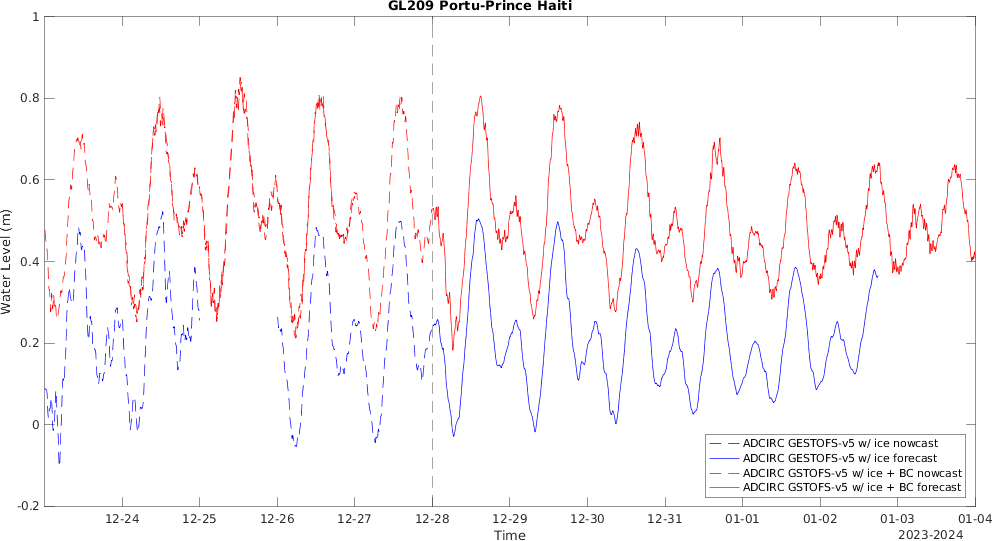 GL209 Portu-Prince Haiti
1
0.8
0.6
0.4
0.2
0
-0.2
Water Level (m)
ADCIRC GESTOFS-v5 w/ ice nowcast
ADCIRC GESTOFS-v5 w/ ice forecast
ADCIRC GSTOFS-v5 w/ ice + BC nowcast
ADCIRC GSTOFS-v5 w/ ice + BC forecast
12-24 12-25 12-26 12-27 12-28 12-29 12-30 12-31 01-01 01-02 01-03 01-04
Time
2023-2024